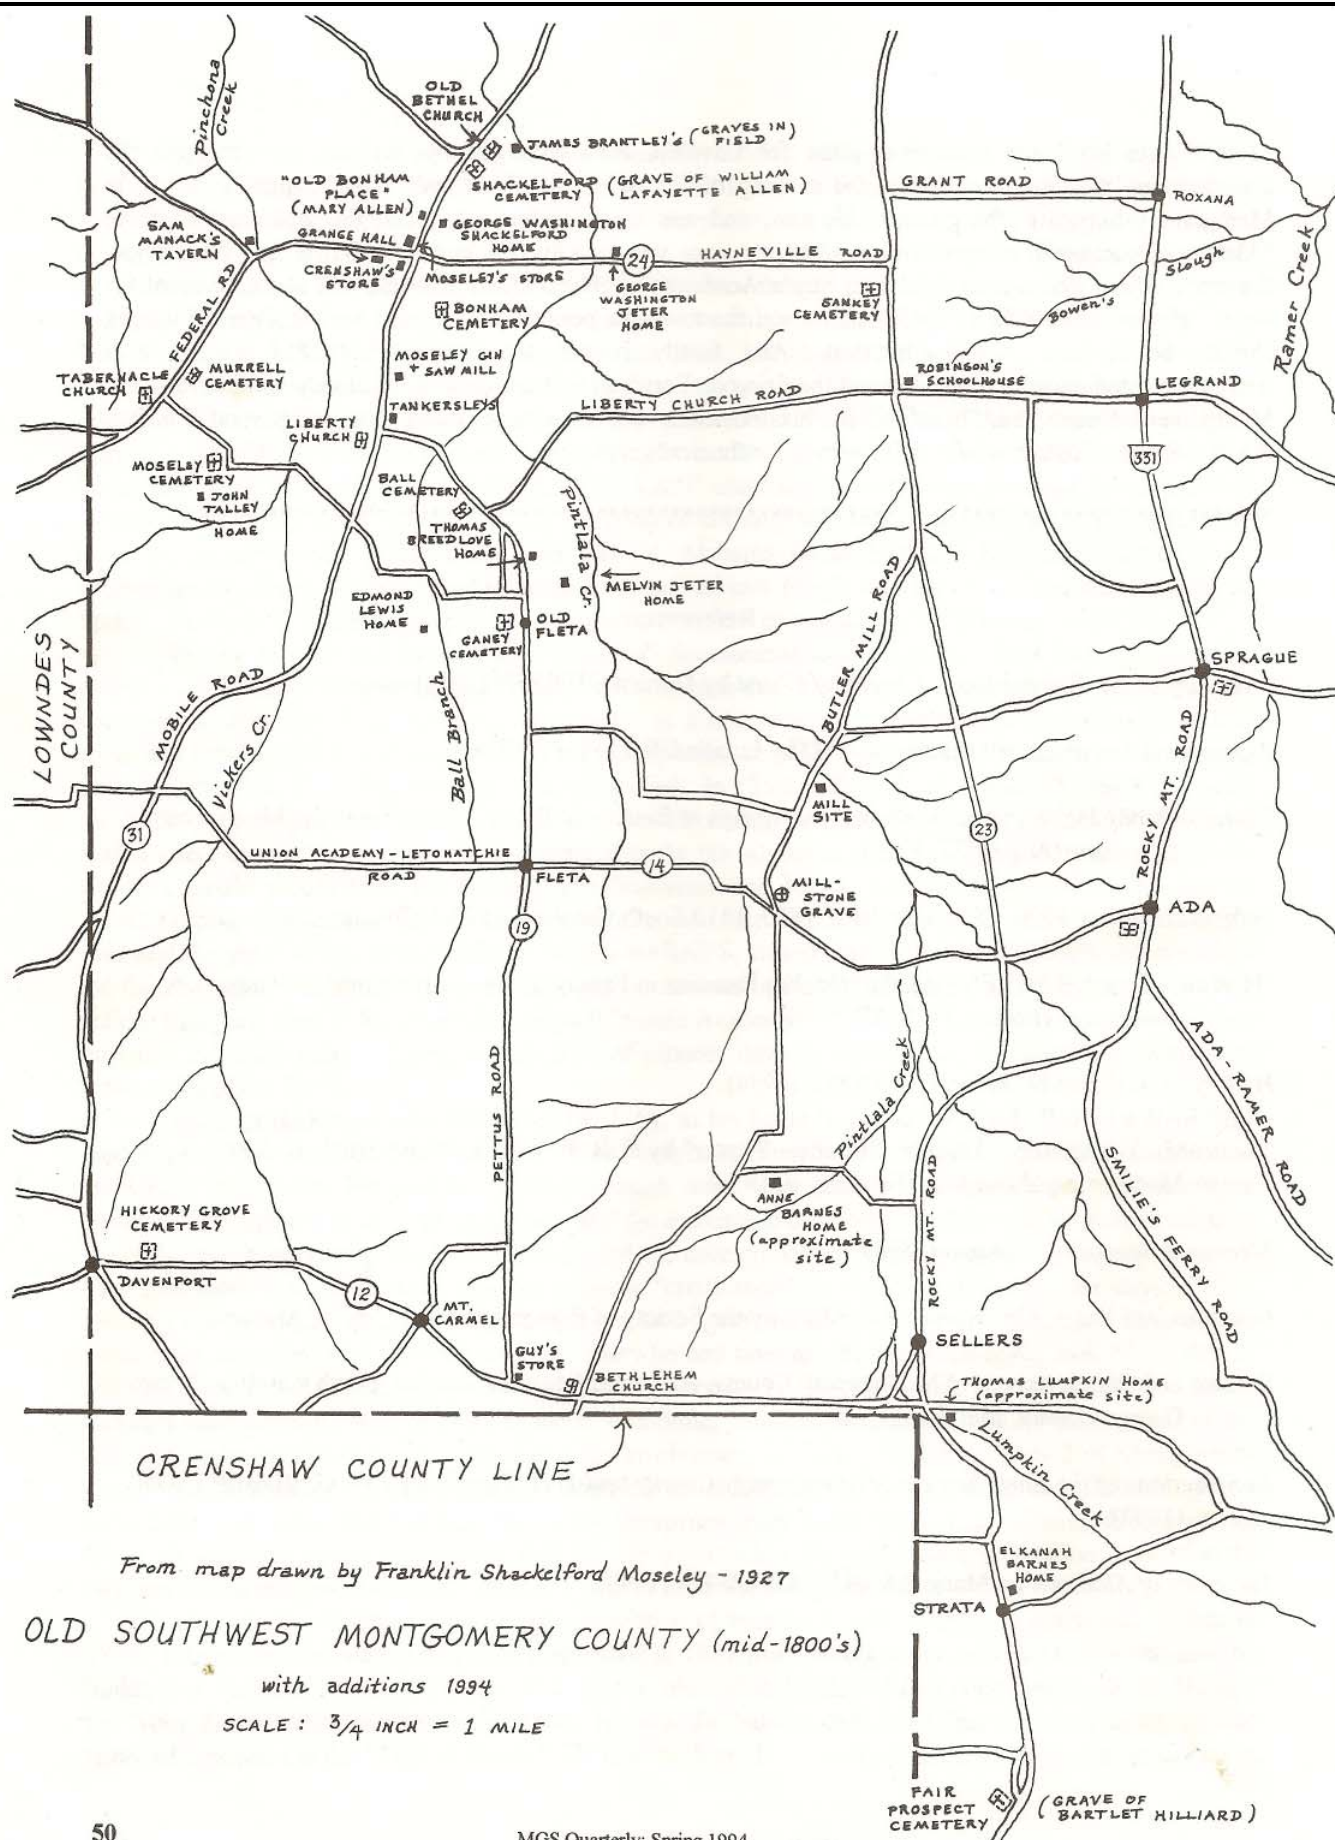 Pinchona
Creek
OLD
BETHEL
CHURCH
JAMES BRANTLEY'S (GRAVES IN)
FIELD
"OLD BONHAM
PLACE"
(MARY ALLEN)
SHACKELFORD (GRAVE OF WILLIAM
CEMETERY LAFAYETTE ALLEN)
GRANT ROAD
ROXANA
SAM
MANACK'S
TAVERN
GRANGE HALL
GEORGE WASHINGTON
SHACKELFORD
HOME
CRENSHAW'S
STORE
MOSELEY'S STORE
24
HAYNEVILLE ROAD
Slough
Bowen's
Ramer Creek
GEORGE
WASHINGTON
JETER
HOME
SANKEY
CEMETERY
BONHAM
CEMETERY
FEDERAL RD
MURRELL
CEMETERY
TABERNACLE
CHURCH
MOSELEY GIN
+ SAW MILL
TANKERSLEYS
LIBERTY CHURCH ROAD
ROBINSON'S
SCHOOLHOUSE
LEGRAND
LIBERTY
CHURCH
331
MOSELEY
CEMETERY
JOHN
TALLEY
HOME
BALL
CEMETERY
THOMAS
BREEDLOVE
HOME
Pintlala Cr.
MELVIN JETER
HOME
EDMOND
LEWIS
HOME
GANEY
CEMETERY
OLD
FLETA
BUTLER MILL ROAD
SPRAGUE
LOWNDES
COUNTY
MOBILE ROAD
Vickers Cr.
Ball Branch
ROCKY MT. ROAD
MILL
SITE
31
23
UNION ACADEMY-LETOHATCHIE
ROAD
FLETA
14
MILL-
STONE
GRAVE
ADA
19
ADA-RAMER ROAD
PETTUS ROAD
Pintlala Creek
SMILIE'S FERRY ROAD
ROCKY MT. ROAD
ANNE
BARNES
HOME
(approximate
site)
HICKORY GROVE
CEMETERY
DAVENPORT
12
MT.
CARMEL
GUY'S
STORE
BETHLEHEM
CHURCH
SELLERS
THOMAS LUMPKIN HOME
(approximate site)
Lumpkin Creek
CRENSHAW COUNTY LINE
ELKANAH
BARNES
HOME
STRATA
From map drawn by Franklin Shackelford Moseley - 1927
OLD SOUTHWEST MONTGOMERY COUNTY (mid-1800's)
with additions 1994
SCALE: 3/4 INCH = 1 MILE
FAIR
PROSPECT
CEMETERY
(GRAVE OF
BARTLET HILLIARD)
50
MGS Quarterly: Spring 1994